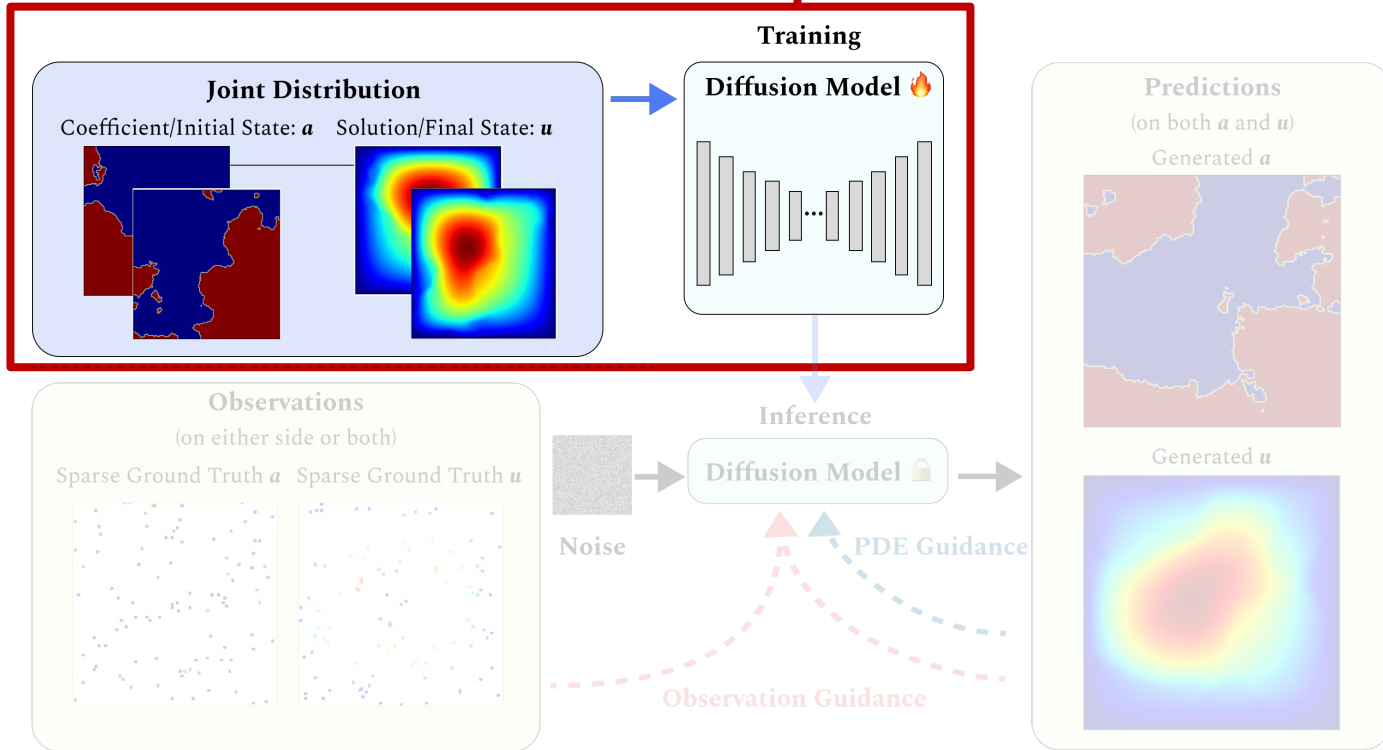 Training
Joint Distribution
Coefficient/Initial State: a Solution/Final State: u
Diffusion Model
...
Observations
(on either side or both)
Sparse Ground Truth a Sparse Ground Truth u
Noise
Inference
Diffusion Model
PDE Guidance
Observation Guidance
Predictions
(on both a and u)
Generated a
Generated u